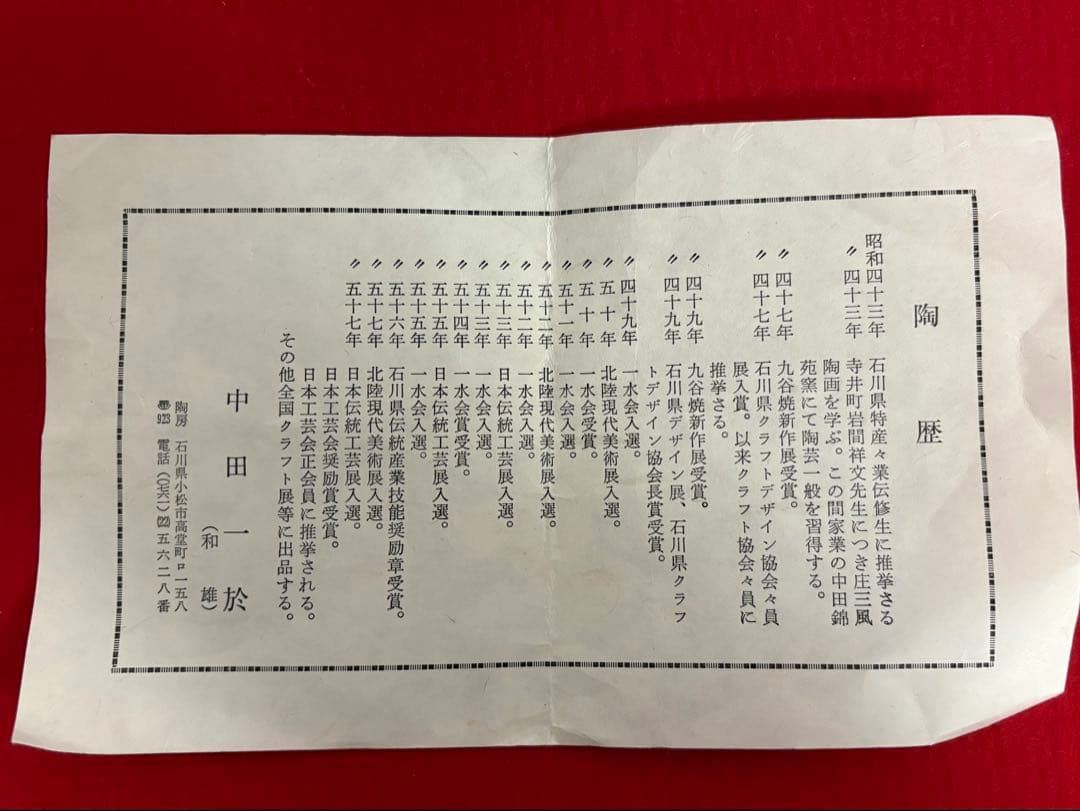 陶歴
昭和四十三年 石川県特産々業伝修生に推挙さる
〃 四十三年 寺井町岩間祥文先生につき庄三風
陶画を学ぶ。この間家業の中田錦
苑窯にて陶芸一般を習得する。
〃 四十七年 九谷焼新作展受賞。
〃 四十七年 石川県クラフトデザイン協会々員
展入賞。以来クラフト協会々員に
推挙さる。
〃 四十九年 九谷焼新作展受賞。
〃 四十九年 石川県デザイン展、石川県クラフ
トデザイン協会長賞受賞。
〃 四十九年 一水会入選。
〃 五十年 北陸現代美術展入選。
〃 五十年 一水会受賞。
〃 五十一年 一水会入選。
〃 五十二年 北陸現代美術展入選。
〃 五十二年 一水会入選。
〃 五十三年 日本伝統工芸展入選。
〃 五十三年 一水会入選。
〃 五十四年 一水会賞受賞。
〃 五十五年 日本伝統工芸展入選。
〃 五十五年 一水会入選。
〃 五十六年 石川県伝統産業技能奨励章受賞。
〃 五十七年 北陸現代美術展入選。
〃 五十七年 日本伝統工芸展入選。
日本工芸会奨励賞受賞。
日本工芸会正会員に推挙される。
その他全国クラフト展等に出品する。
中田一於
(和雄)
陶房 石川県小松市高堂町ロ一五八
〠923 電話(〇七六一)(22)五六二八番